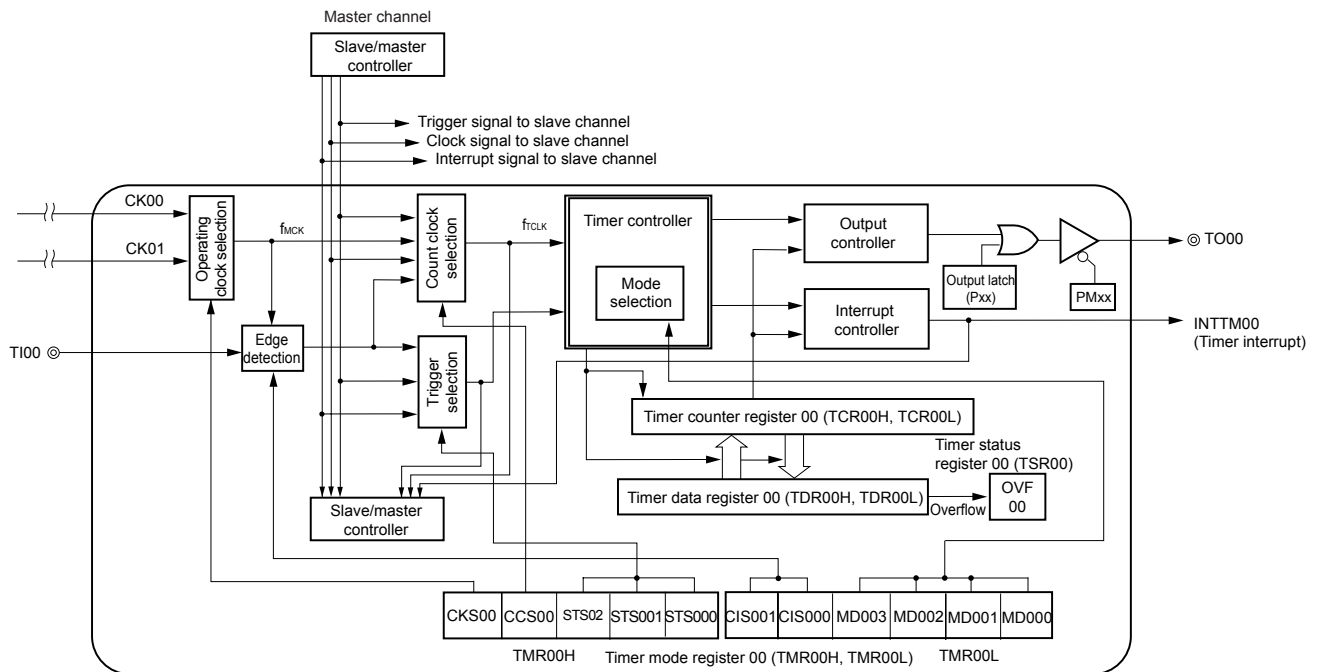 Master channel
Slave/master
controller
Trigger signal to slave channel
Clock signal to slave channel
Interrupt signal to slave channel
CK00
CK01
Operating
clock selection
fMCK
Count clock
selection
fTCLK
Timer controller
Mode
selection
Output
controller
Output latch
(Pxx)
PMxx
TO00
Interrupt
controller
INTTM00
(Timer interrupt)
TI00
Edge
detection
Trigger
selection
Timer counter register 00 (TCR00H, TCR00L)
Timer status
register 00 (TSR00)
Timer data register 00 (TDR00H, TDR00L)
Overflow
OVF
00
Slave/master
controller
CKS00 CCS00 STS02 STS001 STS000 CIS001 CIS000 MD003 MD002 MD001 MD000
TMR00H Timer mode register 00 (TMR00H, TMR00L) TMR00L